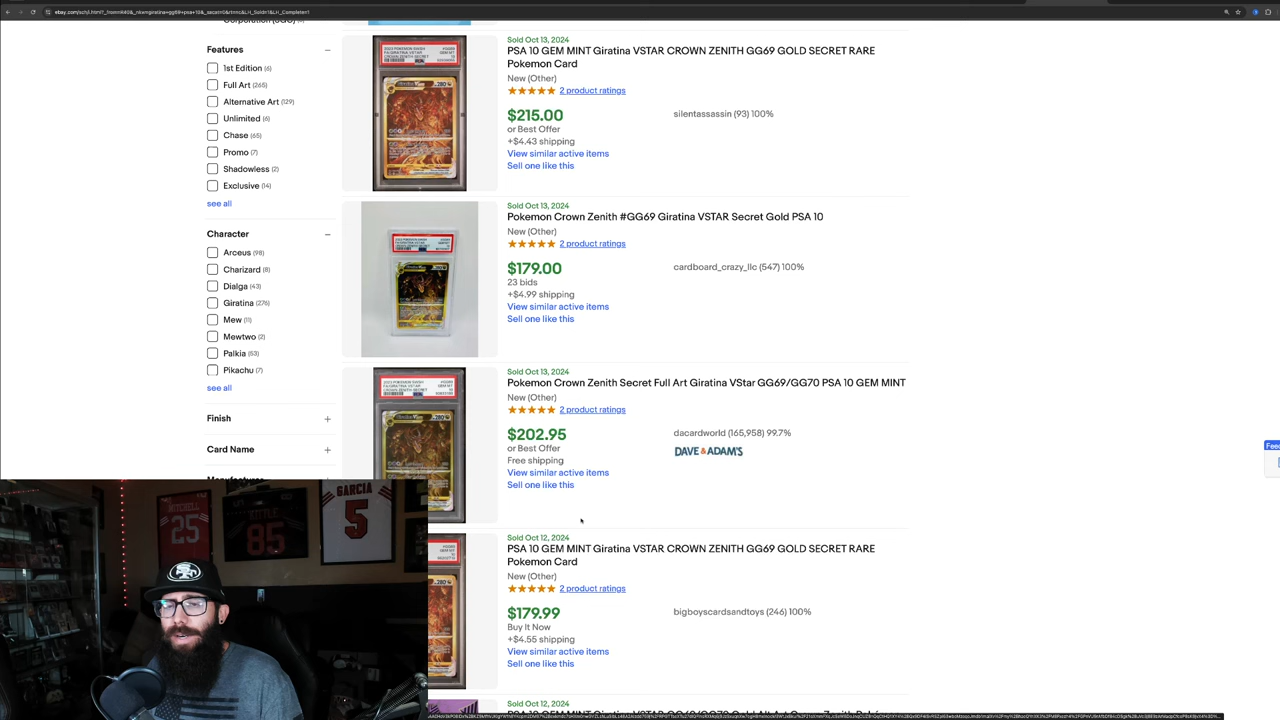 Features
1st Edition (6)
Full Art (265)
Alternative Art (129)
Unlimited (6)
Chase (65)
Promo (7)
Shadowless (2)
Exclusive (14)
see all
Character
Arceus (98)
Charizard (8)
Dialga (43)
Giratina (276)
Mew (11)
Mewtwo (2)
Palkia (53)
Pikachu (7)
see all
Finish
Card Name
Sold Oct 13, 2024
PSA 10 GEM MINT Giratina VSTAR CROWN ZENITH GG69 GOLD SECRET RARE
Pokemon Card
New (Other)
2 product ratings
$215.00
or Best Offer
+$4.43 shipping
View similar active items
Sell one like this
silentassassin (93) 100%
Sold Oct 13, 2024
Pokemon Crown Zenith #GG69 Giratina VSTAR Secret Gold PSA 10
New (Other)
2 product ratings
$179.00
23 bids
+$4.99 shipping
View similar active items
Sell one like this
cardboard_crazy_llc (547) 100%
Sold Oct 13, 2024
Pokemon Crown Zenith Secret Full Art Giratina VStar GG69/GG70 PSA 10 GEM MINT
New (Other)
2 product ratings
$202.95
or Best Offer
Free shipping
View similar active items
Sell one like this
dacardworld (165,958) 99.7%
DAVE & ADAM'S
Sold Oct 12, 2024
PSA 10 GEM MINT Giratina VSTAR CROWN ZENITH GG69 GOLD SECRET RARE
Pokemon Card
New (Other)
2 product ratings
$179.99
Buy It Now
+$4.55 shipping
View similar active items
Sell one like this
bigboyscardsandtoys (246) 100%
Sold Oct 12, 2024
MITCHELL
25
KITTLE
85
GARCIA
5
SF